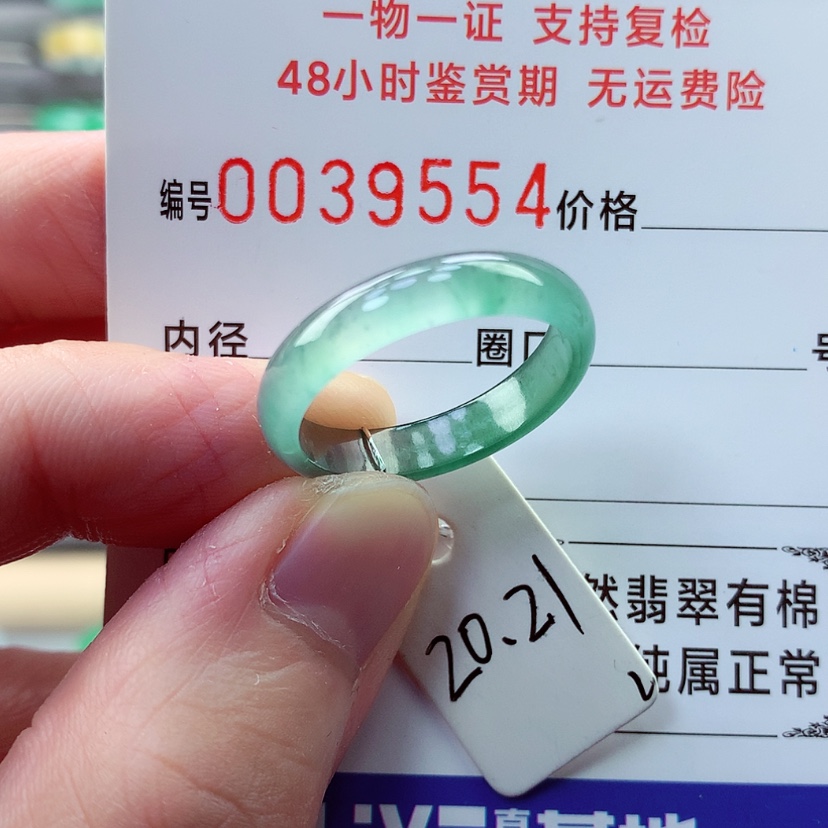 一物一证 支持复检
48小时鉴赏期 无运费险
编号0039554价格
内径 圈口 号
20.21
然翡翠有棉
纯属正常